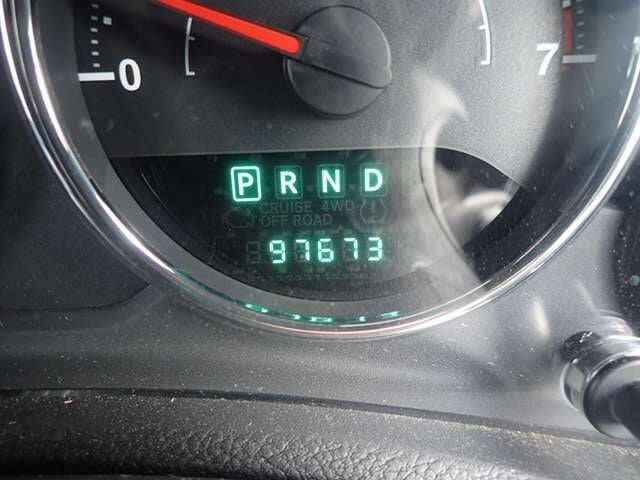 0 7
P R N D
CRUISE 4WD
OFF ROAD
97673